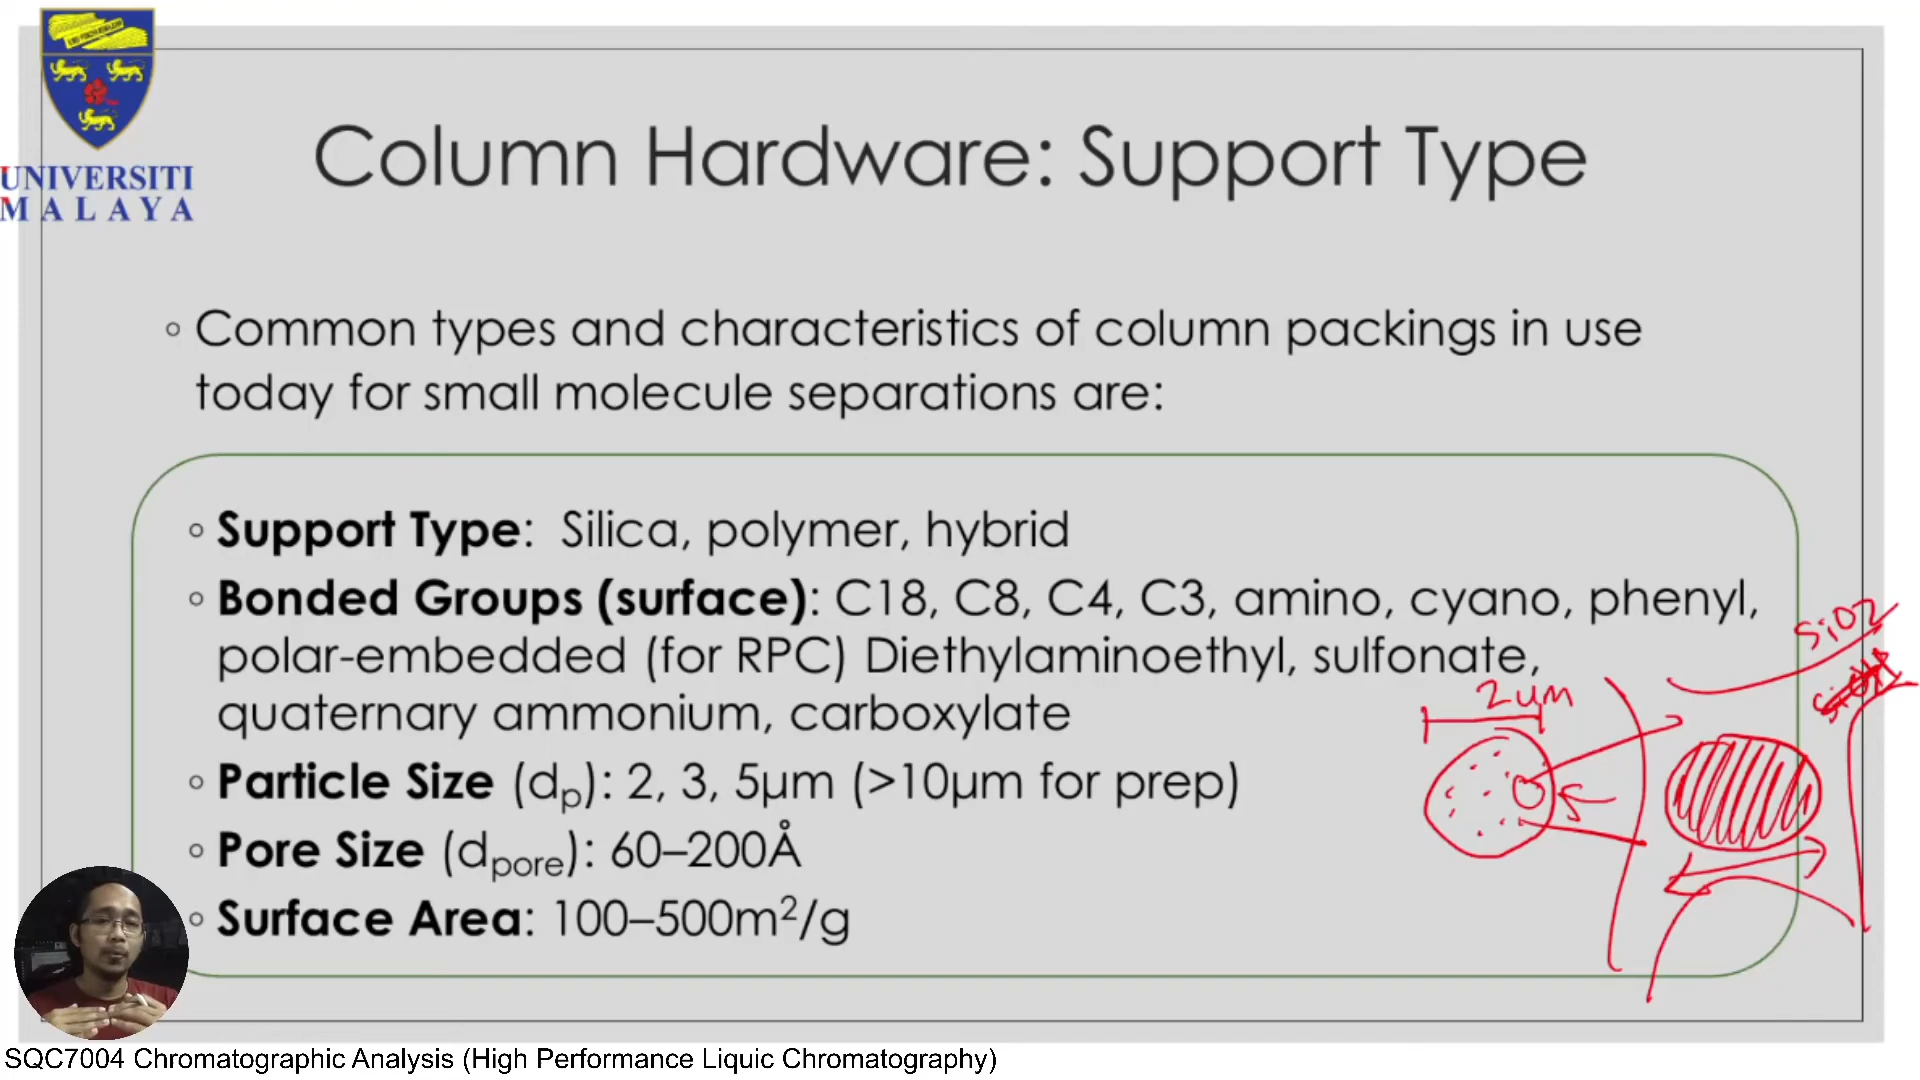 UNIVERSITI
MALAYA
Column Hardware: Support Type
◦ Common types and characteristics of column packings in use
today for small molecule separations are:
◦ Support Type:  Silica, polymer, hybrid
◦ Bonded Groups (surface): C18, C8, C4, C3, amino, cyano, phenyl,
polar-embedded (for RPC) Diethylaminoethyl, sulfonate,
quaternary ammonium, carboxylate
◦ Particle Size (dp): 2, 3, 5µm (>10µm for prep)
◦ Pore Size (dpore): 60–200Å
◦ Surface Area: 100–500m²/g
SiO2
2um
SQC7004 Chromatographic Analysis (High Performance Liquic Chromatography)